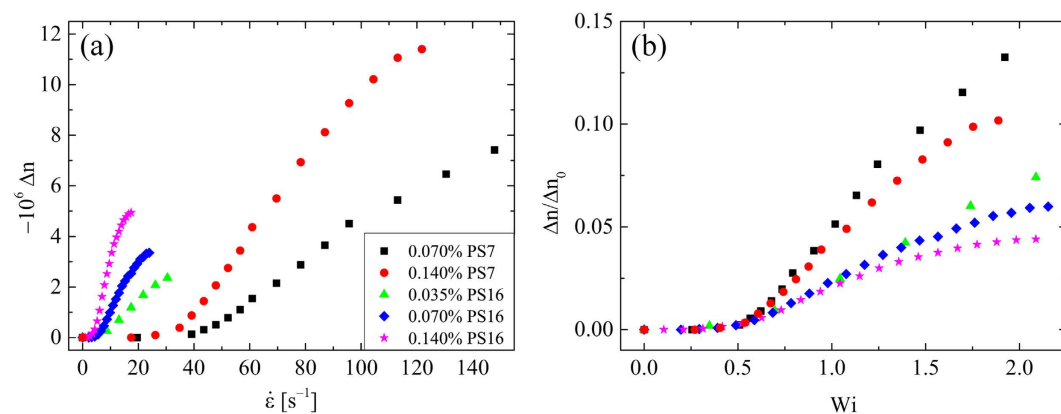 (a)
12
10
8
6
4
2
0
−10⁶ Δn
0 20 40 60 80 100 120 140
ε̇ [s⁻¹]
0.070% PS7
0.140% PS7
0.035% PS16
0.070% PS16
0.140% PS16
(b)
0.15
0.10
0.05
0.00
Δn/Δn₀
0.0 0.5 1.0 1.5 2.0
Wi